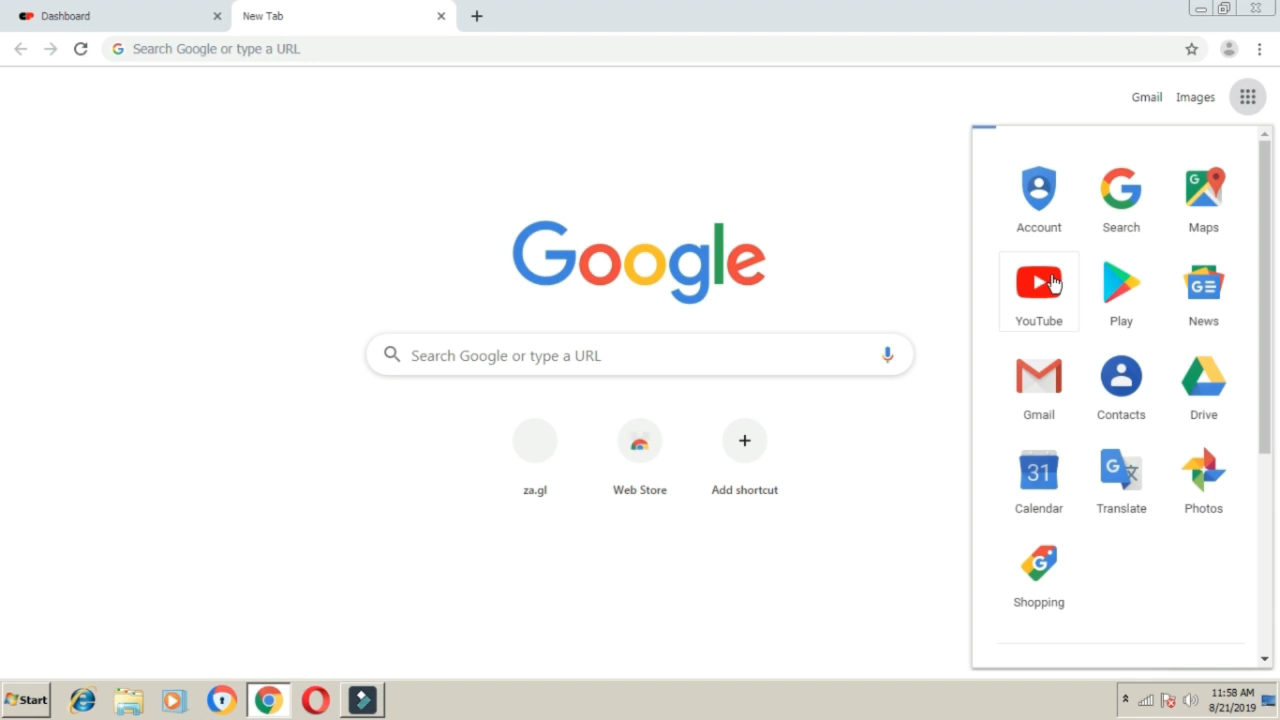 Dashboard
New Tab
Search Google or type a URL
Gmail Images
Google
Search Google or type a URL
za.gl Web Store Add shortcut
Account Search Maps
YouTube Play News
Gmail Contacts Drive
31
Calendar Translate Photos
Shopping
Start
11:58 AM
8/21/2019